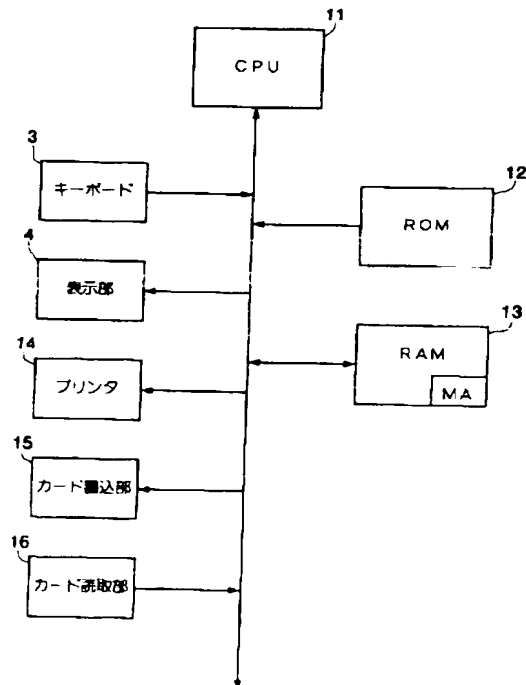 11
CPU
3
キーボード
12
ROM
4
表示部
13
RAM
MA
14
プリンタ
15
カード書込部
16
カード読取部